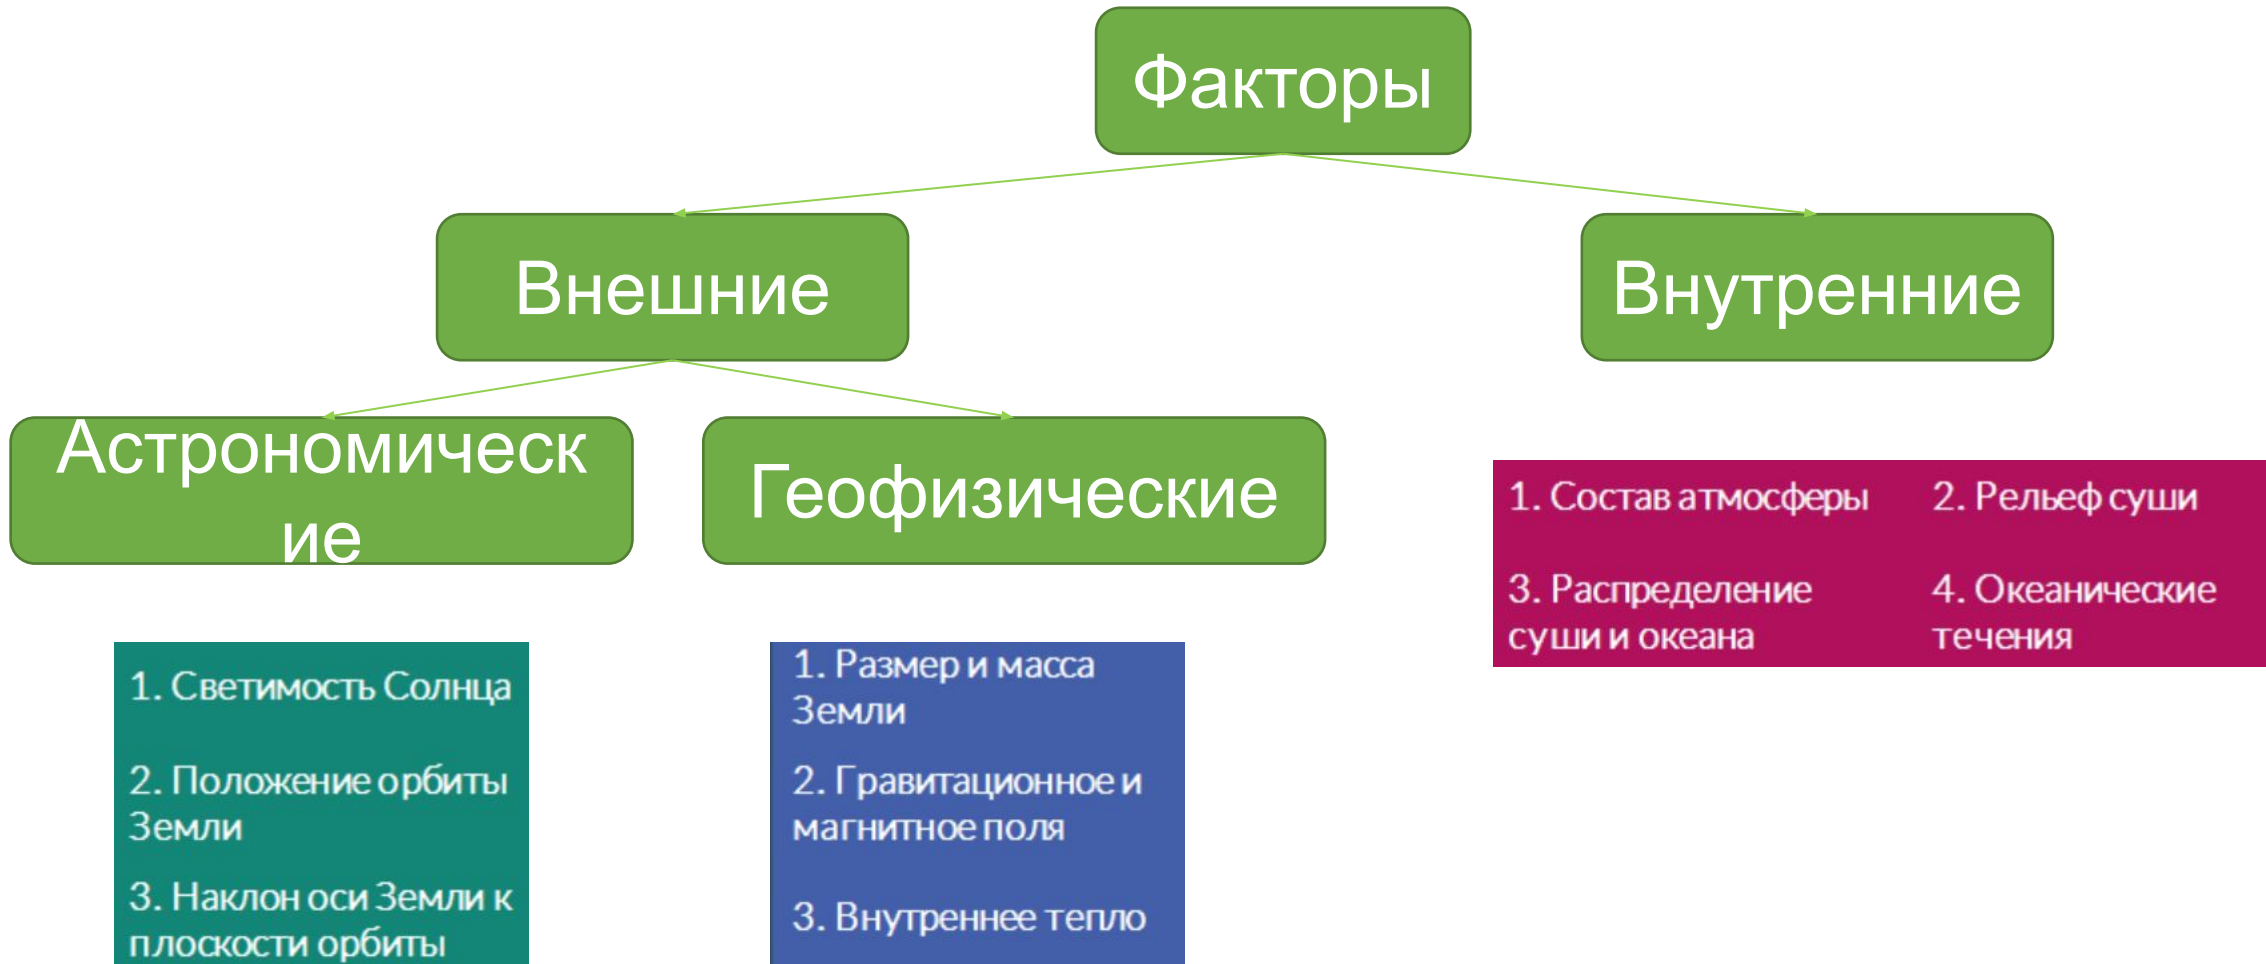 Факторы
Внешние
Внутренние
Астрономическ
ие
Геофизические
1. Светимость Солнца
2. Положение орбиты
Земли
3. Наклон оси Земли к
плоскости орбиты
1. Размер и масса
Земли
2. Гравитационное и
магнитное поля
3. Внутреннее тепло
1. Состав атмосферы
2. Рельеф суши
3. Распределение
суши и океана
4. Океанические
течения